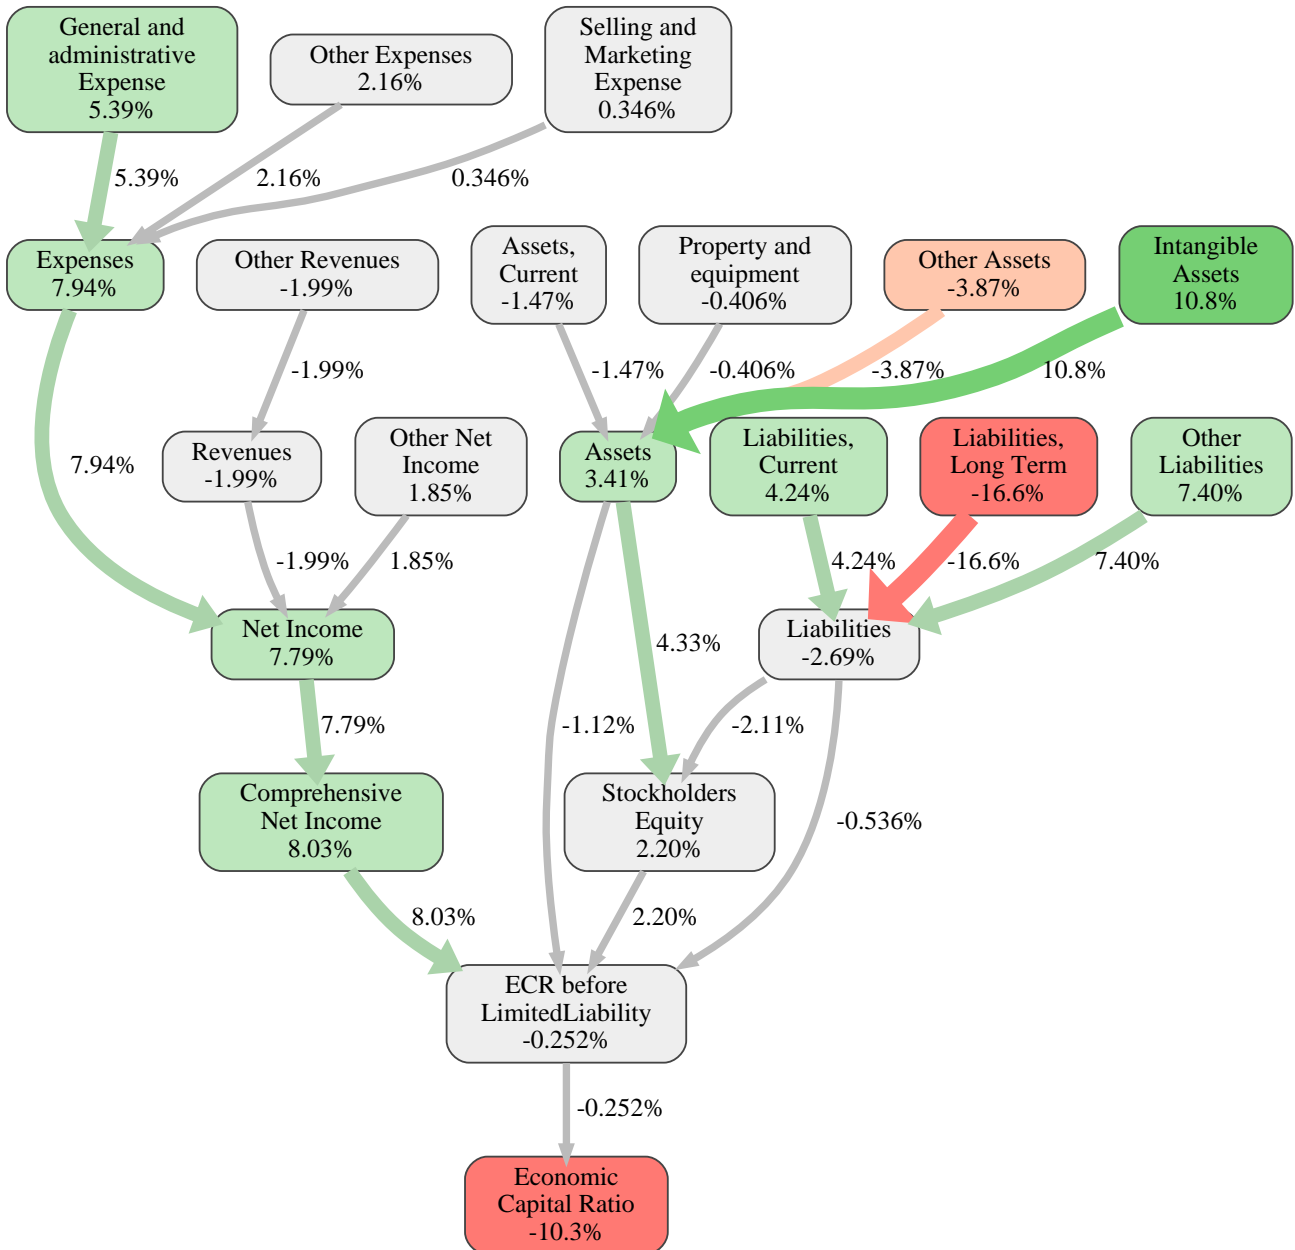 General and
administrative
Expense
5.39%
Other Expenses
2.16%
Selling and
Marketing
Expense
0.346%
5.39%
2.16%
0.346%
Expenses
7.94%
Other Revenues
-1.99%
Assets,
Current
-1.47%
Property and
equipment
-0.406%
Other Assets
-3.87%
Intangible
Assets
10.8%
-1.99%
-1.47%
-0.406%
-3.87%
10.8%
7.94%
Revenues
-1.99%
Other Net
Income
1.85%
Assets
3.41%
Liabilities,
Current
4.24%
Liabilities,
Long Term
-16.6%
Other
Liabilities
7.40%
-1.99%
1.85%
4.24%
-16.6%
7.40%
Net Income
7.79%
4.33%
Liabilities
-2.69%
7.79%
-1.12%
-2.11%
Comprehensive
Net Income
8.03%
Stockholders
Equity
2.20%
-0.536%
8.03%
2.20%
ECR before
LimitedLiability
-0.252%
-0.252%
Economic
Capital Ratio
-10.3%